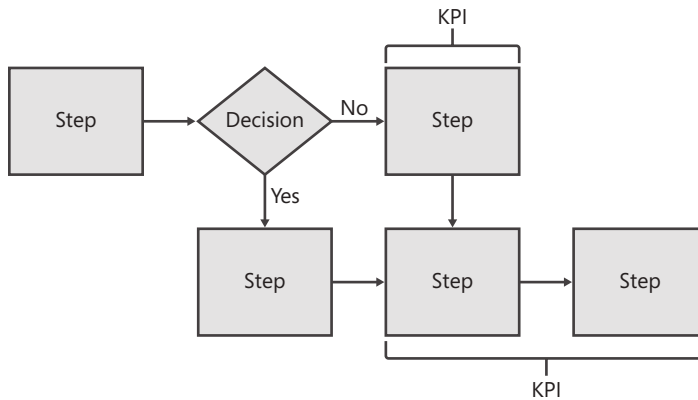 KPI
Step
Decision
No
Step
Yes
Step
Step
Step
KPI